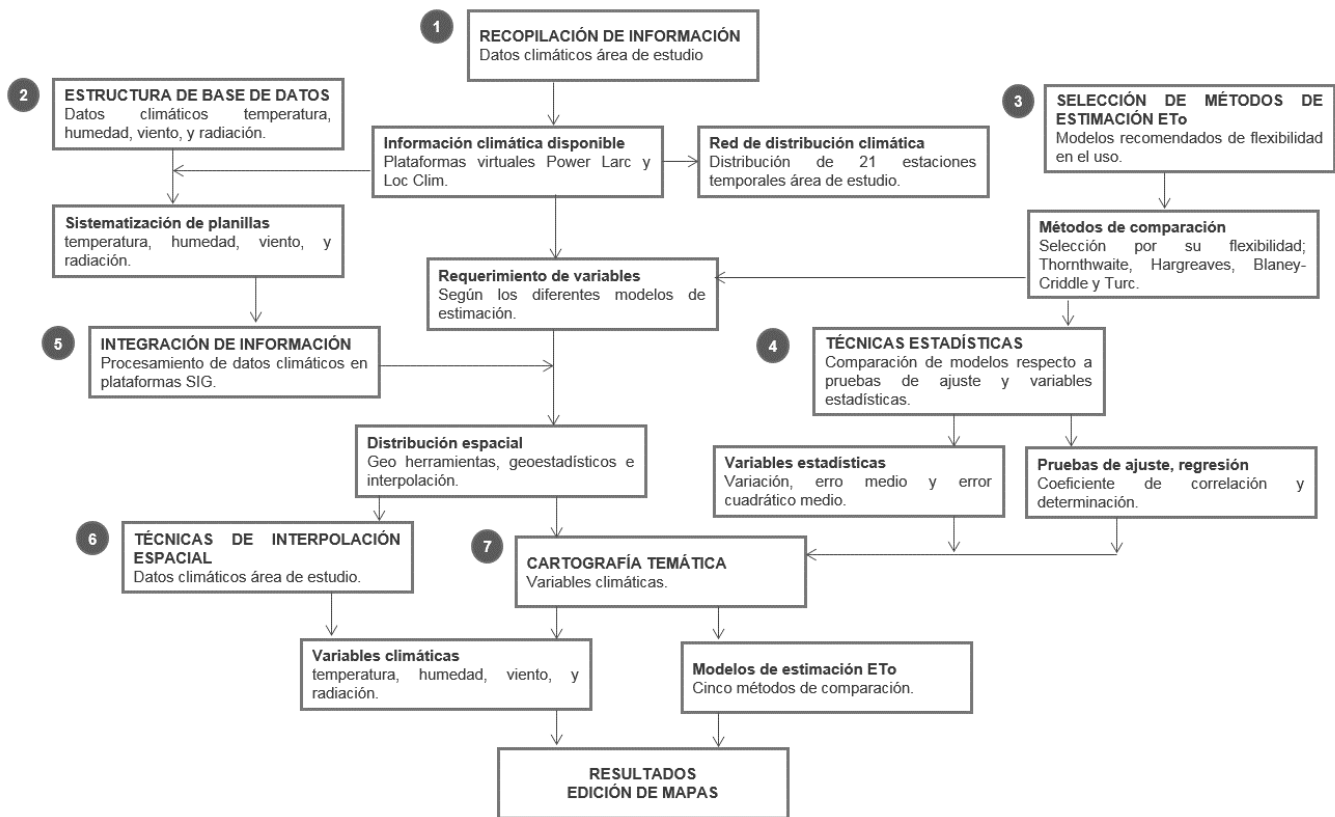 1
RECOPILACIÓN DE INFORMACIÓN
Datos climáticos área de estudio
2
ESTRUCTURA DE BASE DE DATOS
Datos climáticos temperatura,
humedad, viento, y radiación.
3
SELECCIÓN DE MÉTODOS DE
ESTIMACIÓN ETo
Modelos recomendados de flexibilidad
en el uso.
Información climática disponible
Plataformas virtuales Power Larc y
Loc Clim.
Red de distribución climática
Distribución de 21 estaciones
temporales área de estudio.
Sistematización de planillas
temperatura, humedad, viento, y
radiación.
Métodos de comparación
Selección por su flexibilidad;
Thornthwaite, Hargreaves, Blaney-
Criddle y Turc.
Requerimiento de variables
Según los diferentes modelos de
estimación.
5
INTEGRACIÓN DE INFORMACIÓN
Procesamiento de datos climáticos en
plataformas SIG.
4
TÉCNICAS ESTADÍSTICAS
Comparación de modelos respecto a
pruebas de ajuste y variables
estadísticas.
Distribución espacial
Geo herramientas, geoestadísticos e
interpolación.
Variables estadísticas
Variación, erro medio y error
cuadrático medio.
Pruebas de ajuste, regresión
Coeficiente de correlación y
determinación.
6
TÉCNICAS DE INTERPOLACIÓN
ESPACIAL
Datos climáticos área de estudio.
7
CARTOGRAFÍA TEMÁTICA
Variables climáticas.
Variables climáticas
temperatura, humedad, viento, y
radiación.
Modelos de estimación ETo
Cinco métodos de comparación.
RESULTADOS
EDICIÓN DE MAPAS